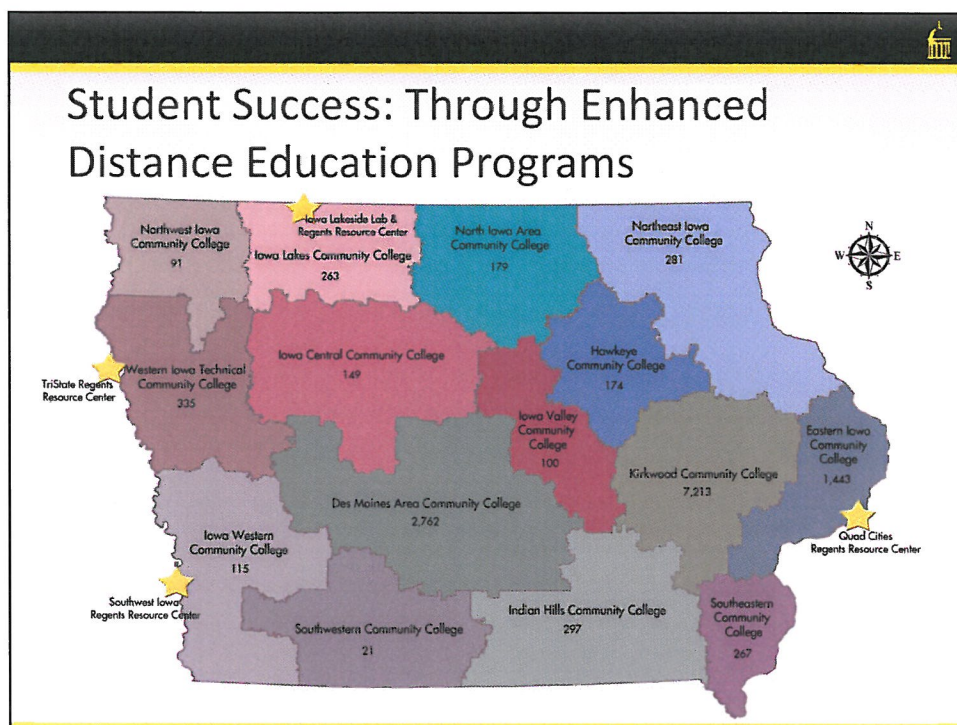 Student Success: Through Enhanced
Distance Education Programs
Northwest Iowa
Community College
91
Iowa Lakeside Lab &
Regents Resource Center
Iowa Lakes Community College
263
North Iowa Area
Community College
179
Northeast Iowa
Community College
281
N
W
E
S
TriState Regents
Resource Center
Western Iowa Technical
Community College
335
Iowa Central Community College
149
Hawkeye
Community College
174
Iowa Valley
Community
College
100
Kirkwood Community College
7,213
Eastern Iowa
Community
College
1,443
Quad Cities
Regents Resource Center
Des Moines Area Community College
2,762
Iowa Western
Community College
115
Southwest Iowa
Regents Resource Center
Southwestern Community College
21
Indian Hills Community College
297
Southeastern
Community
College
267